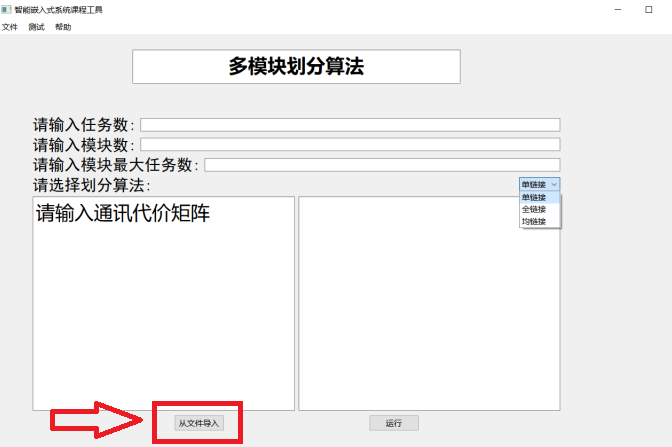 智能嵌入式系统课程工具
文件 测试 帮助
多模块划分算法
请输入任务数：
请输入模块数：
请输入模块最大任务数：
请选择划分算法：
单链接
单链接
全链接
均链接
请输入通讯代价矩阵
从文件导入
运行